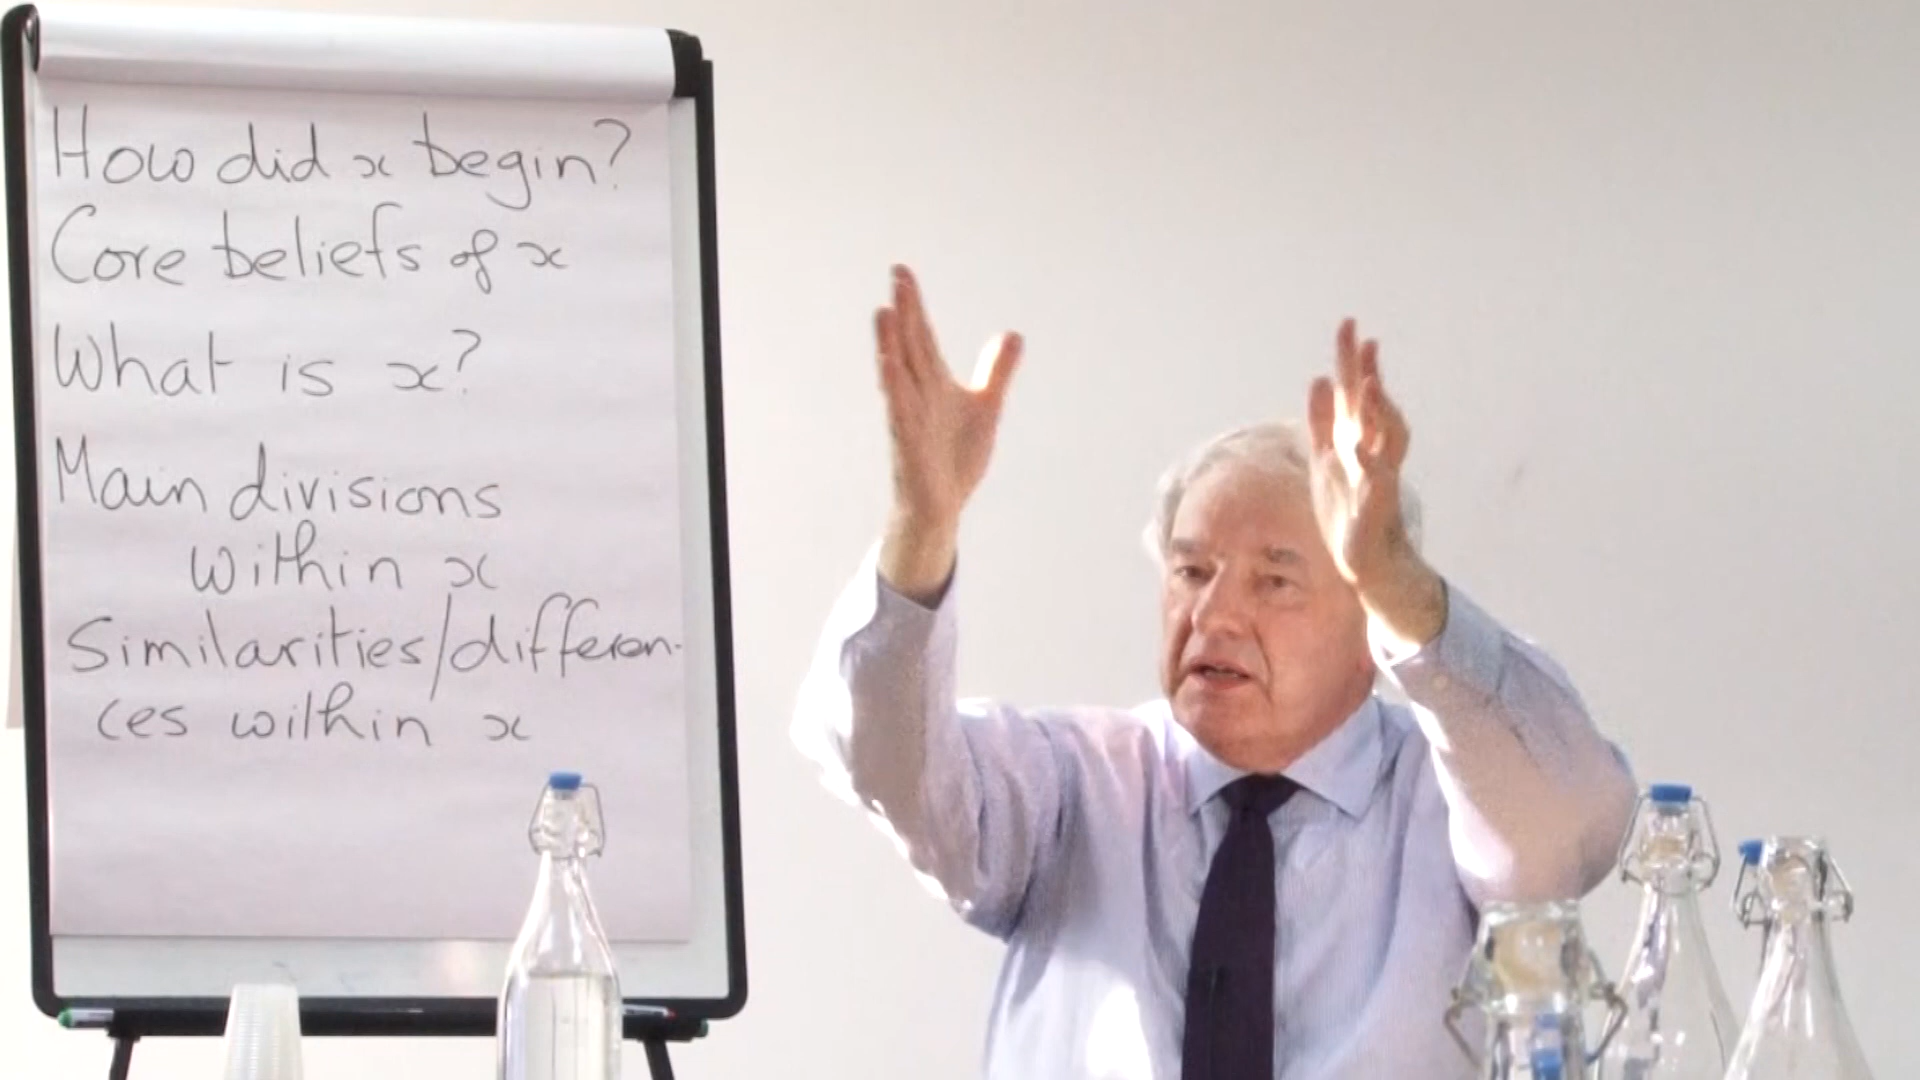 How did x begin?
Core beliefs of x
What is x?
Main divisions
within x
Similarities/differen-
ces within x